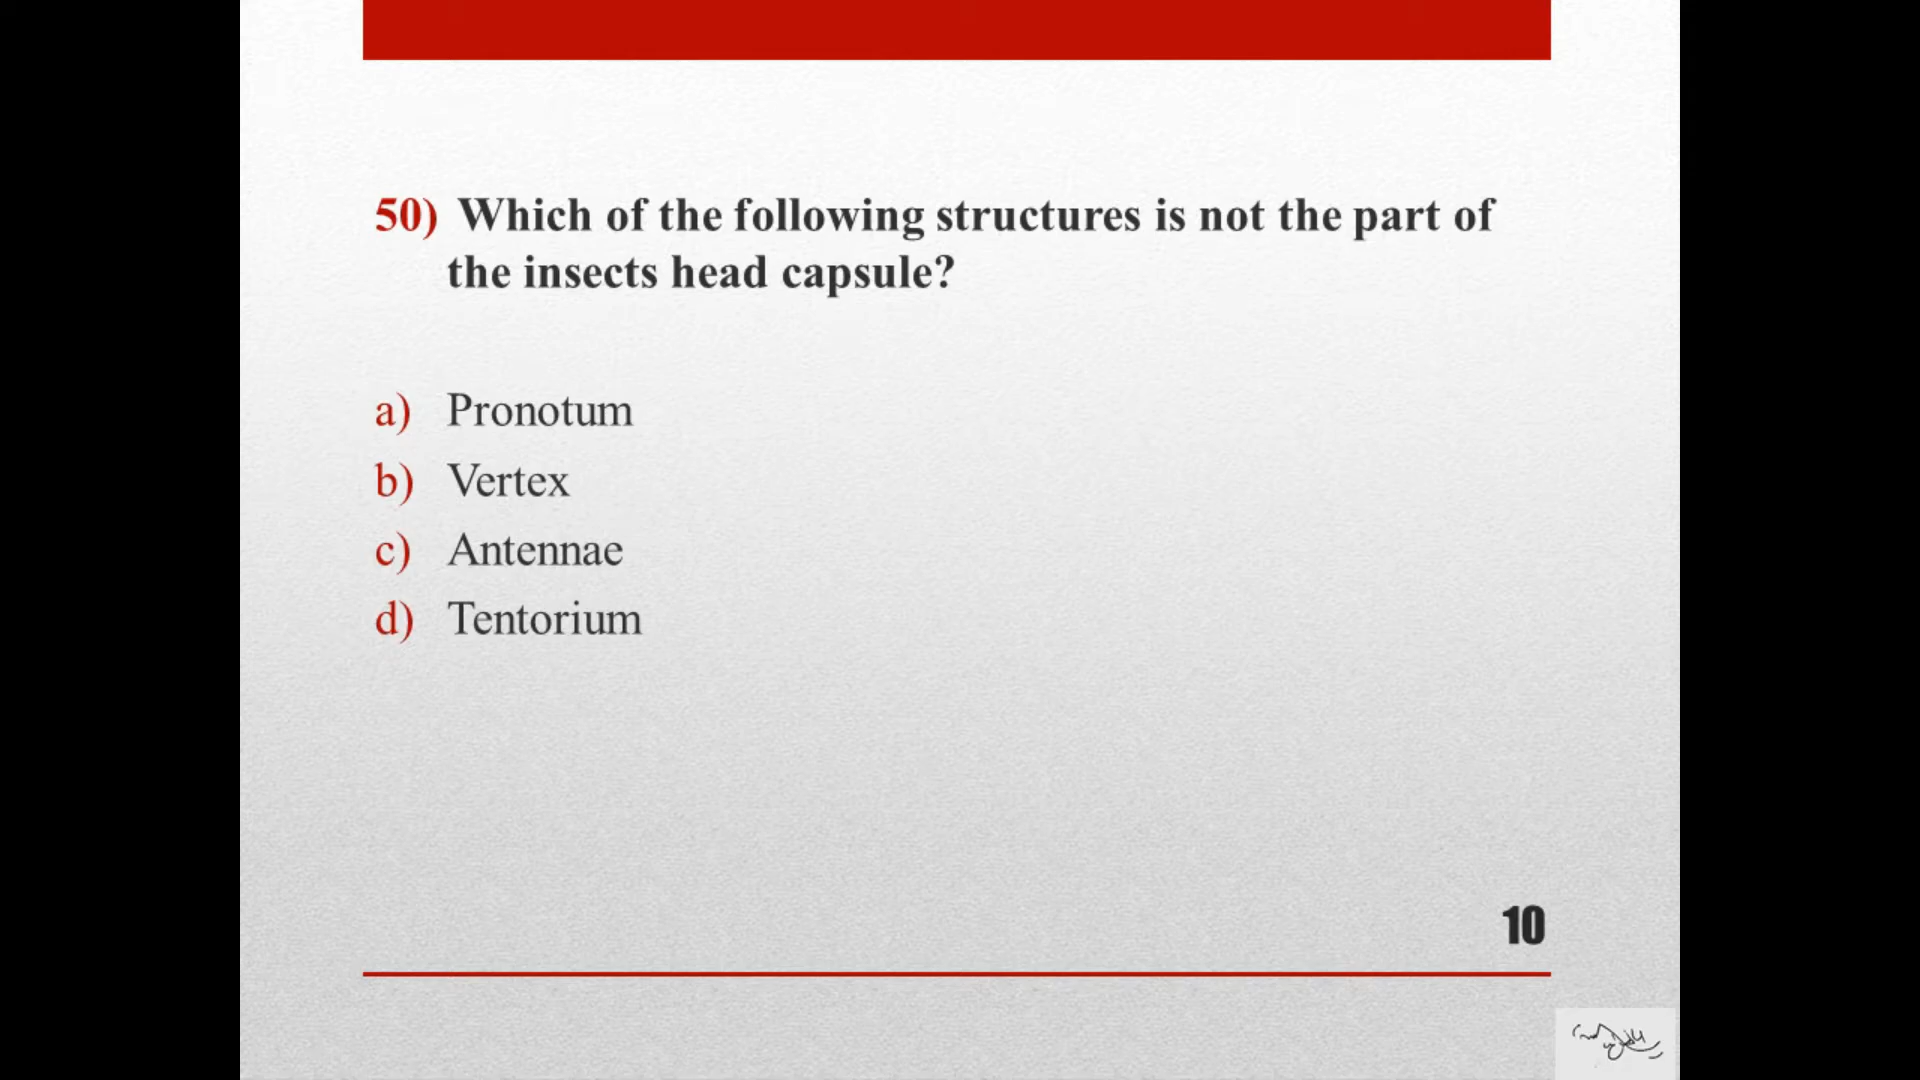 50) Which of the following structures is not the part of
the insects head capsule?
a) Pronotum
b) Vertex
c) Antennae
d) Tentorium
10